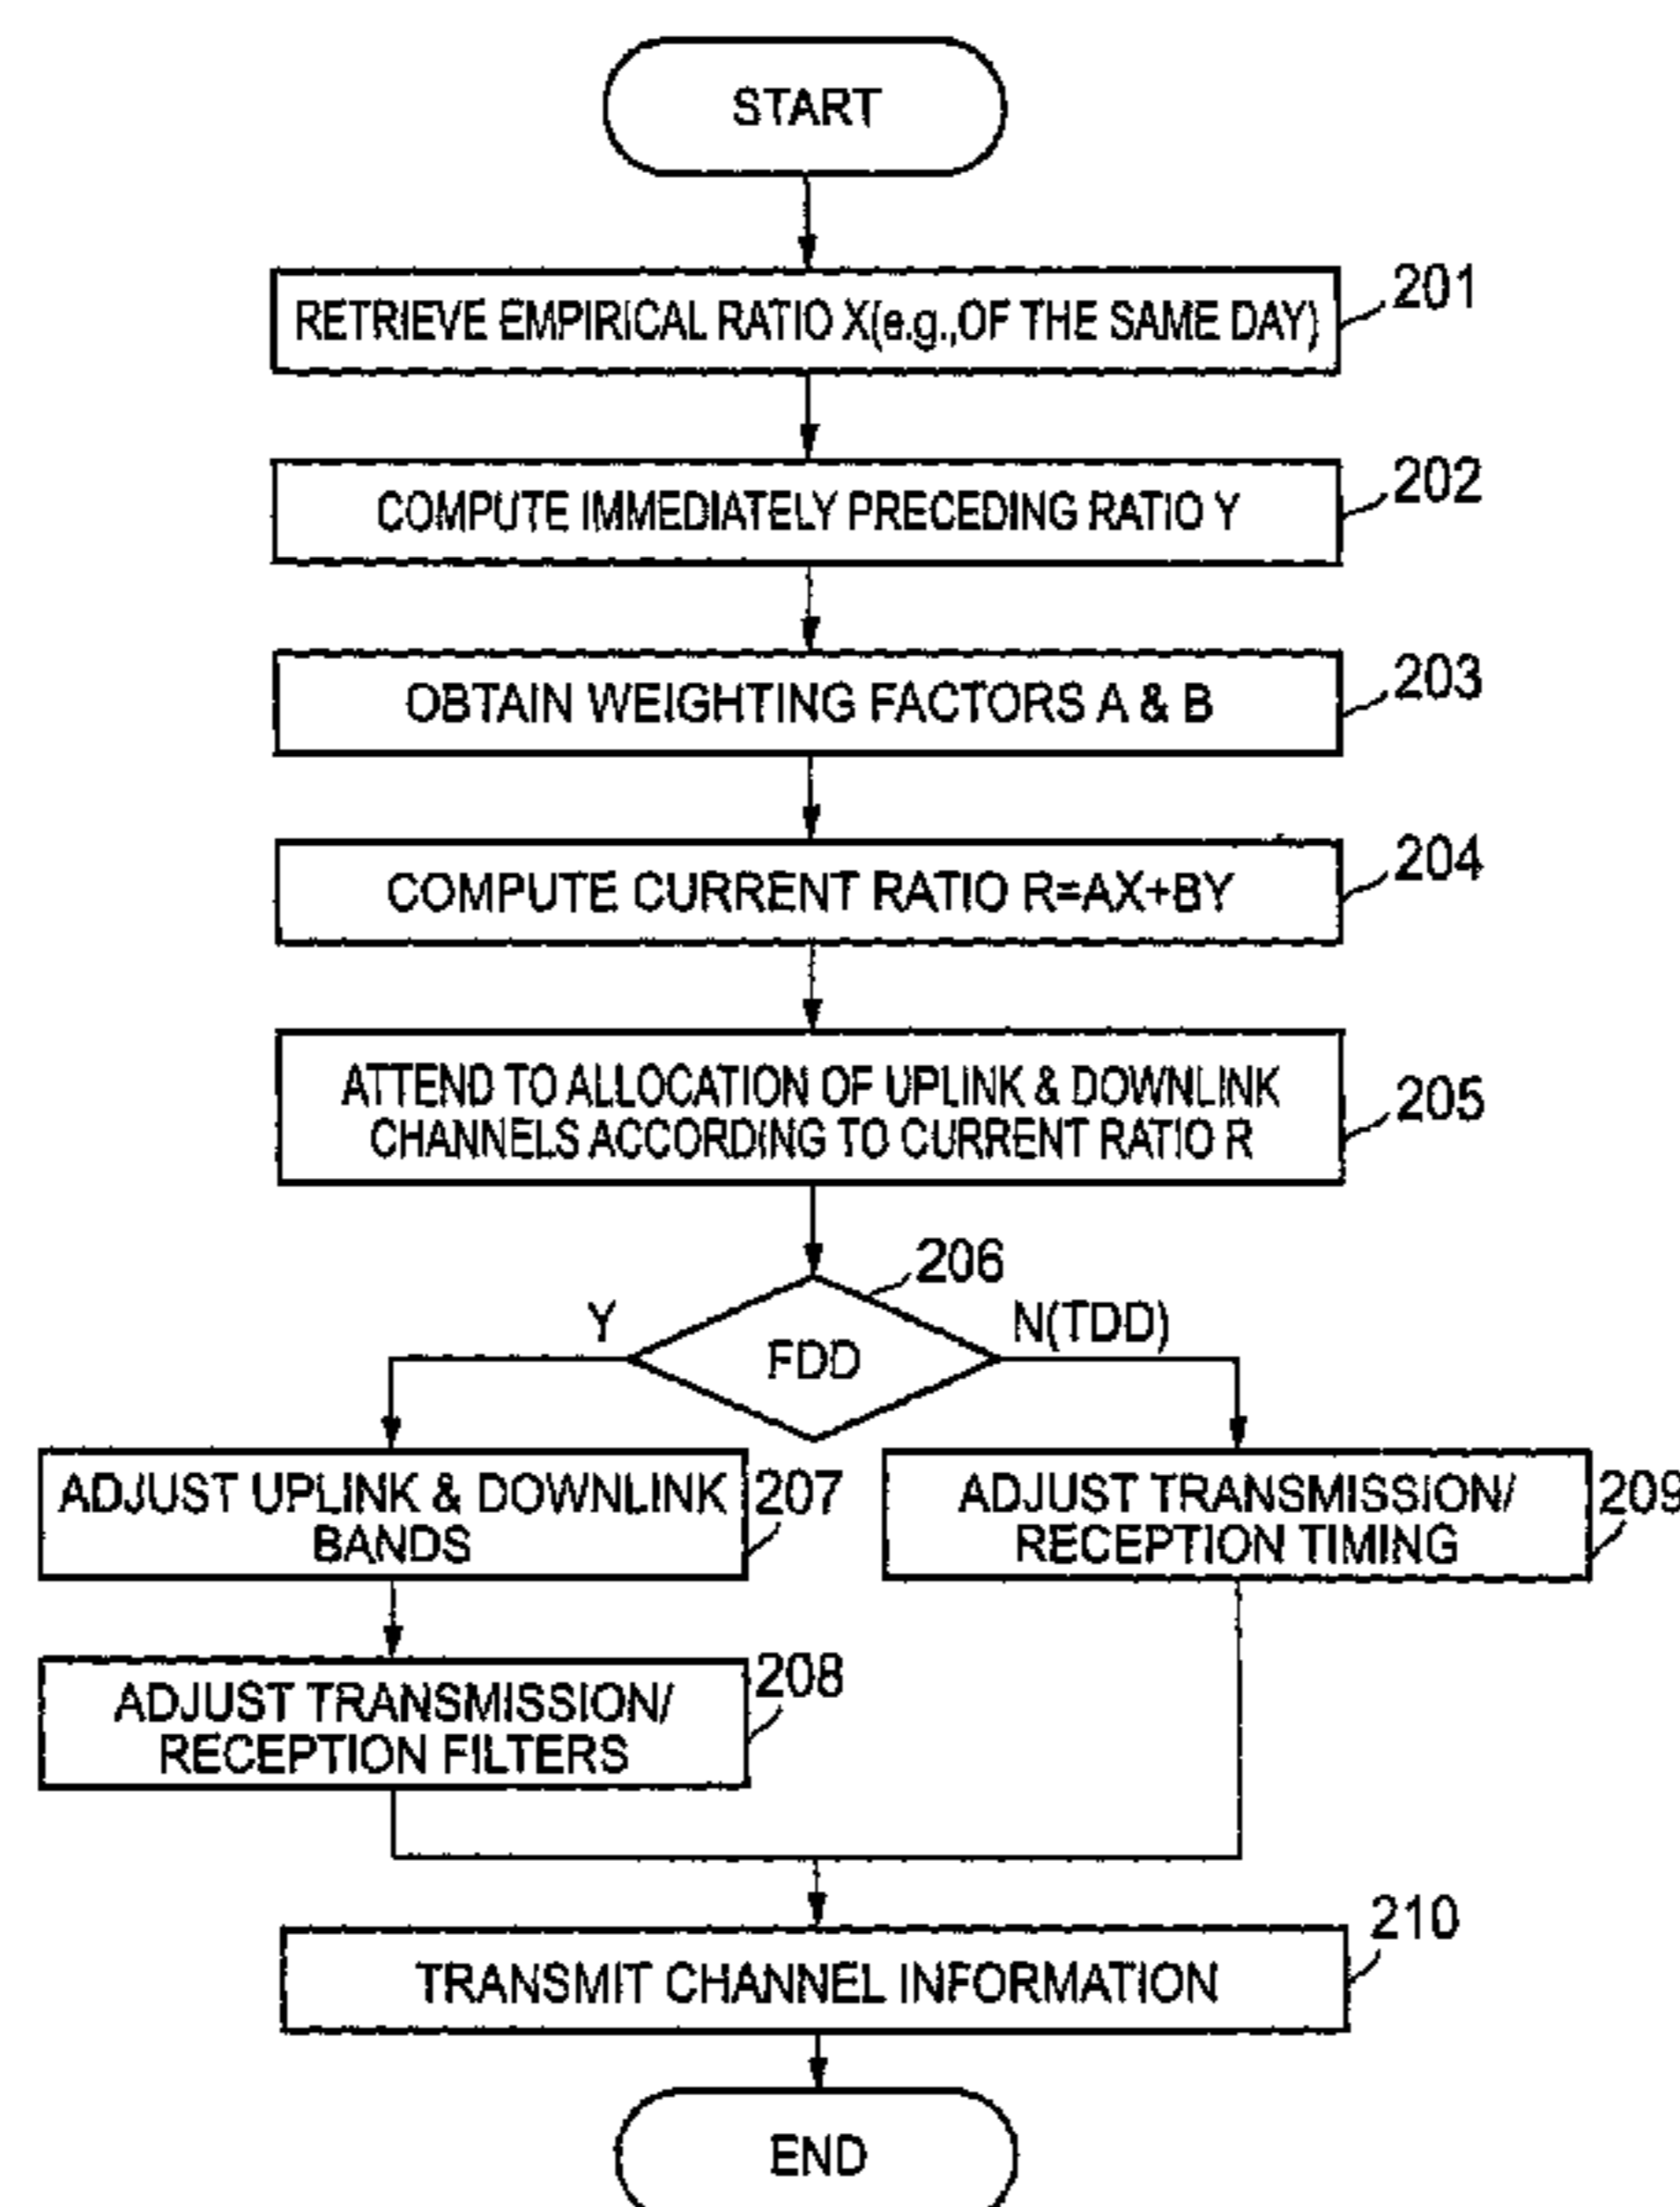 START
RETRIEVE EMPIRICAL RATIO X(e.g.,OF THE SAME DAY)
201
COMPUTE IMMEDIATELY PRECEDING RATIO Y
202
OBTAIN WEIGHTING FACTORS A & B
203
COMPUTE CURRENT RATIO R=AX+BY
204
ATTEND TO ALLOCATION OF UPLINK & DOWNLINK
CHANNELS ACCORDING TO CURRENT RATIO R
205
206
Y
FDD
N(TDD)
ADJUST UPLINK & DOWNLINK
BANDS
207
ADJUST TRANSMISSION/
RECEPTION TIMING
209
ADJUST TRANSMISSION/
RECEPTION FILTERS
208
TRANSMIT CHANNEL INFORMATION
210
END